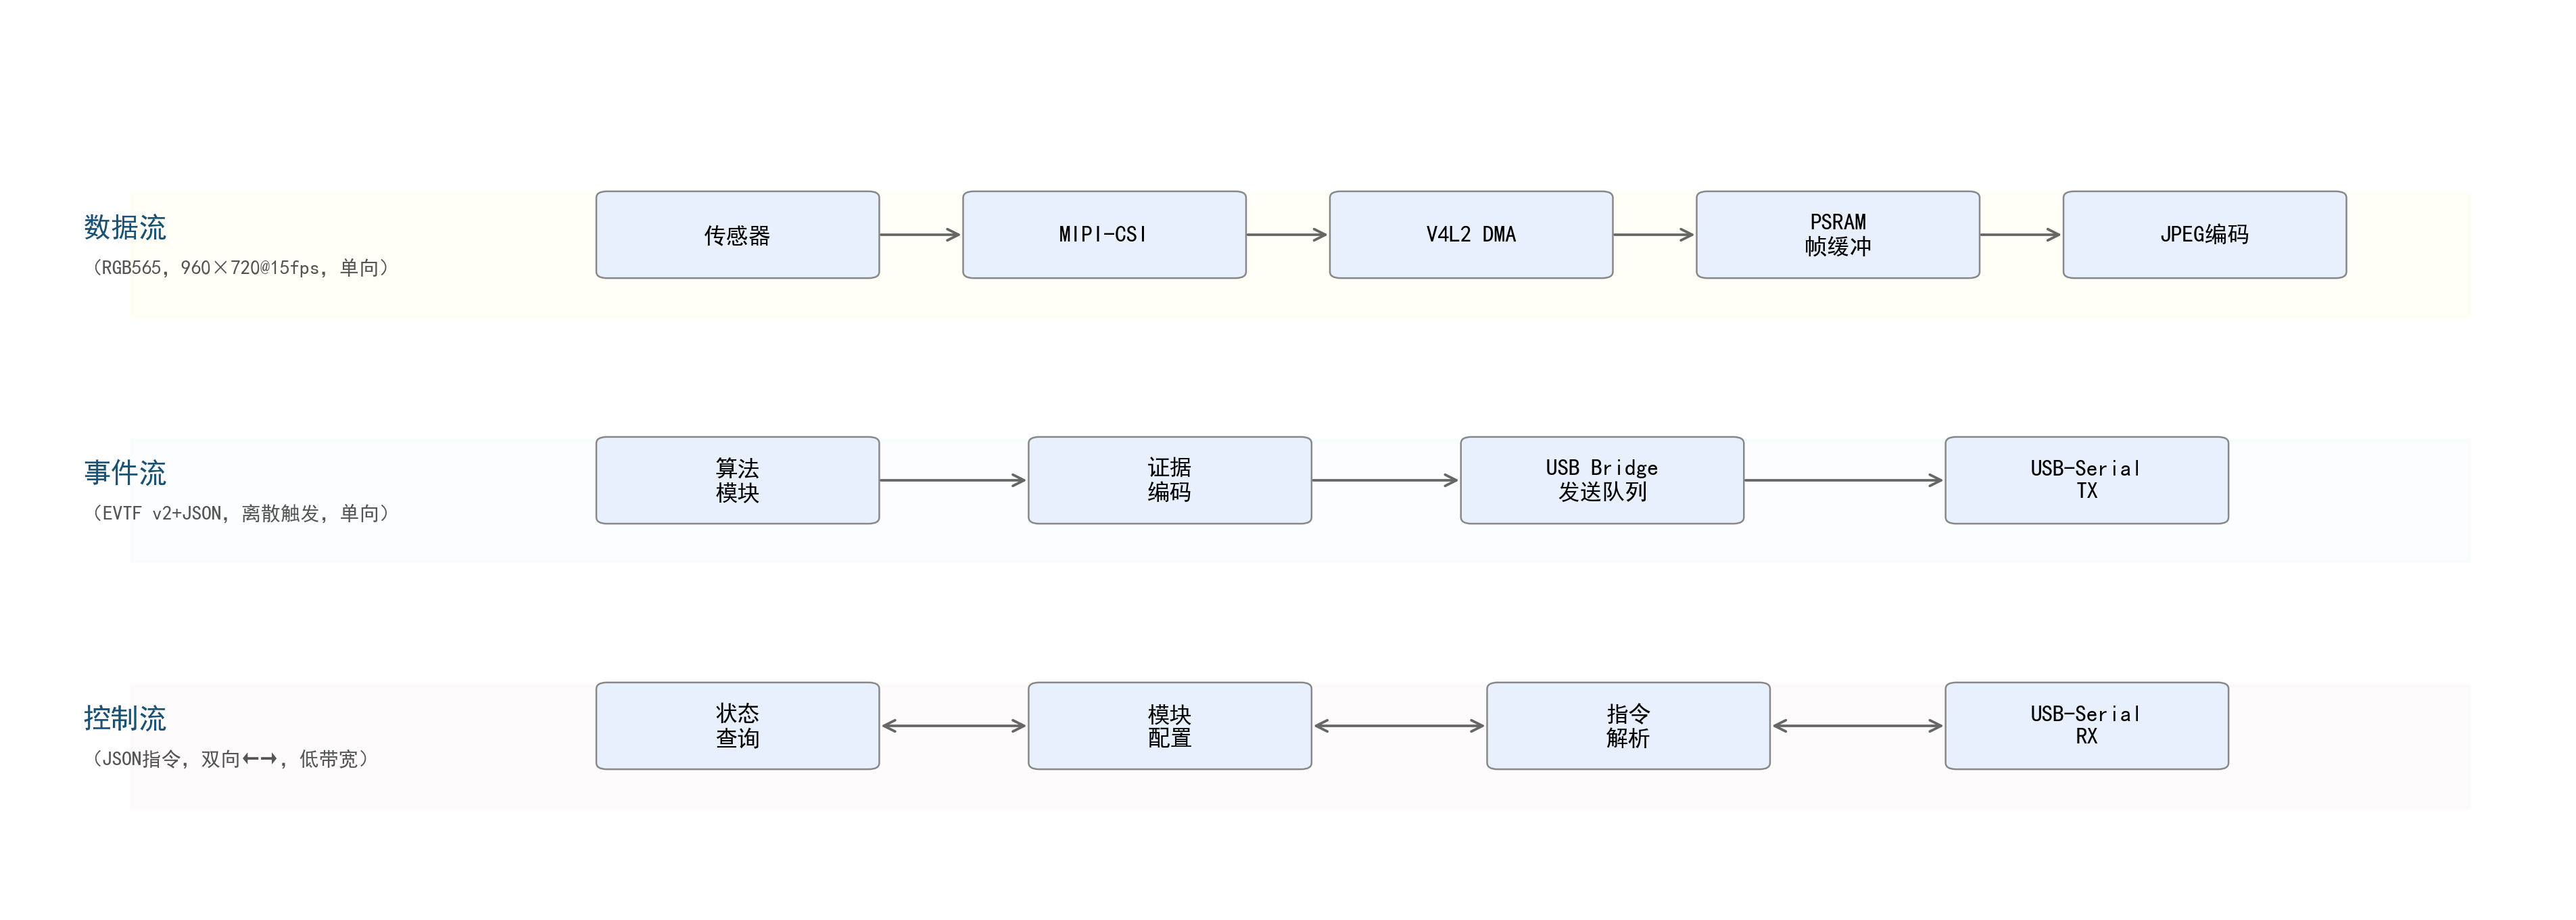 数据流
（RGB565，960×720@15fps，单向）
传感器
MIPI-CSI
V4L2 DMA
PSRAM
帧缓冲
JPEG编码
事件流
（EVTF v2+JSON，离散触发，单向）
算法
模块
证据
编码
USB Bridge
发送队列
USB-Serial
TX
控制流
（JSON指令，双向←→，低带宽）
状态
查询
模块
配置
指令
解析
USB-Serial
RX